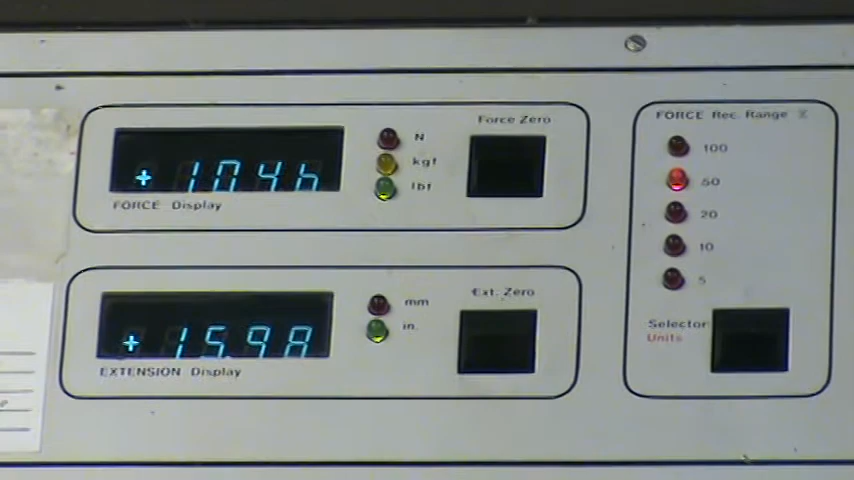 Force Zero
N
kgf
lbf
+ 104
FORCE Display
FORCE Rec. Range %
100
50
20
10
5
Selector
Units
Ext. Zero
mm
in.
+ 1598
EXTENSION Display